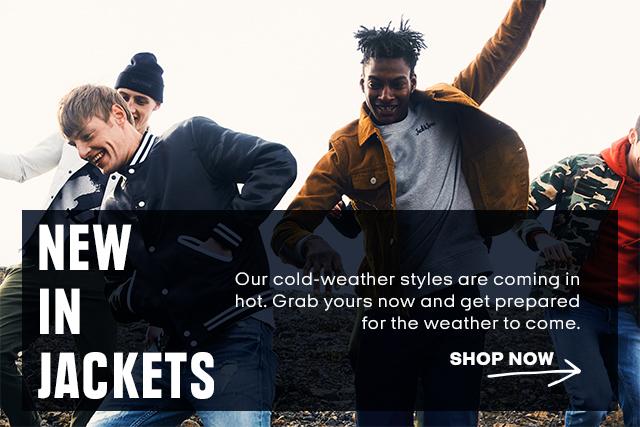 NEW
IN
JACKETS
Our cold-weather styles are coming in
hot. Grab yours now and get prepared
for the weather to come.
SHOP NOW